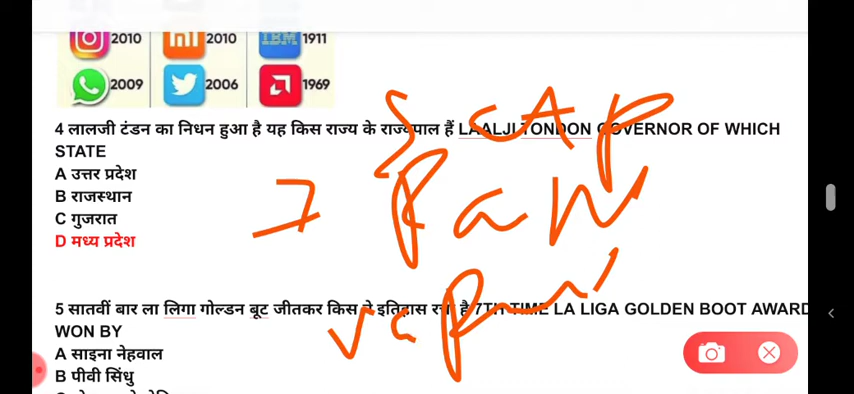 2010 2010 IBM 1911
2009 2006 1969
4 लालजी टंडन का निधन हुआ है यह किस राज्य के राज्यपाल हैं LAALJI TONDON GOVERNOR OF WHICH
STATE
A उत्तर प्रदेश
B राजस्थान
C गुजरात
D मध्य प्रदेश
5 सातवीं बार ला लिगा गोल्डन बूट जीतकर किस ने इतिहास रचा है 7TH TIME LA LIGA GOLDEN BOOT AWARD
WON BY
A साइना नेहवाल
B पीवी सिंधु